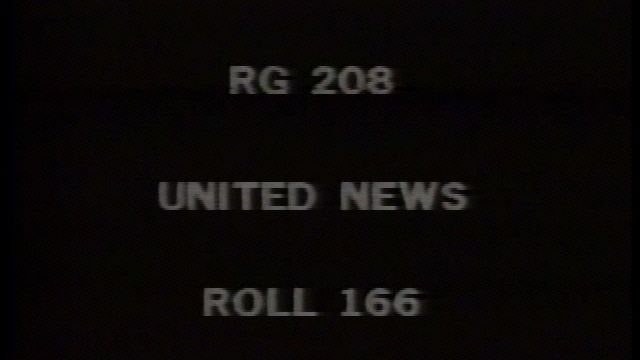 RG 208
UNITED NEWS
ROLL 166